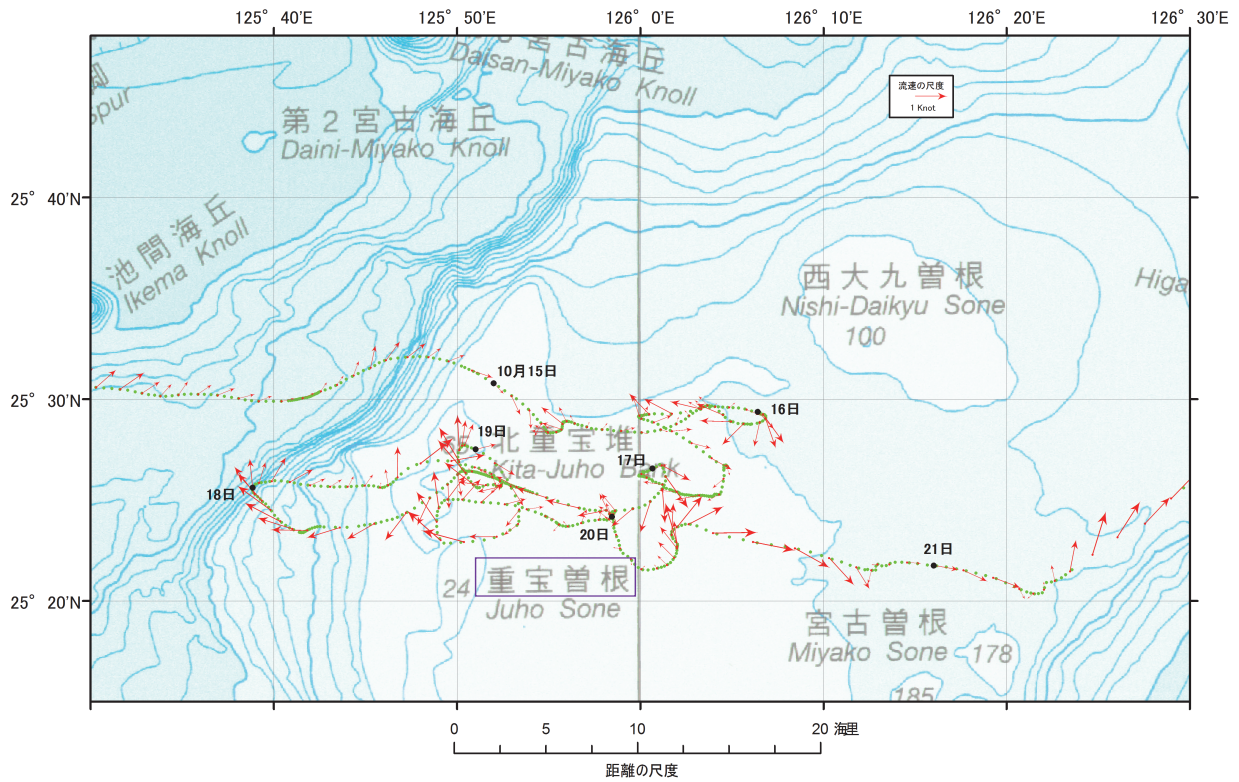 125° 40'E
125° 50'E
126° 0'E
126° 10'E
126° 20'E
126° 30'E
宮古海丘
Daisan-Miyako Knoll
流速の尺度
1 Knot
第2宮古海丘
Daini-Miyako Knoll
25° 40'N
池間海丘
Ikema Knoll
西大九曽根
Nishi-Daikyu Sone
100
Higa
10月15日
25° 30'N
16日
19日
北重宝堆
Kita-Juho Bank
17日
18日
20日
21日
24 重宝曽根
Juho Sone
25° 20'N
宮古曽根
Miyako Sone
178
185
0 5 10 20 海里
距離の尺度